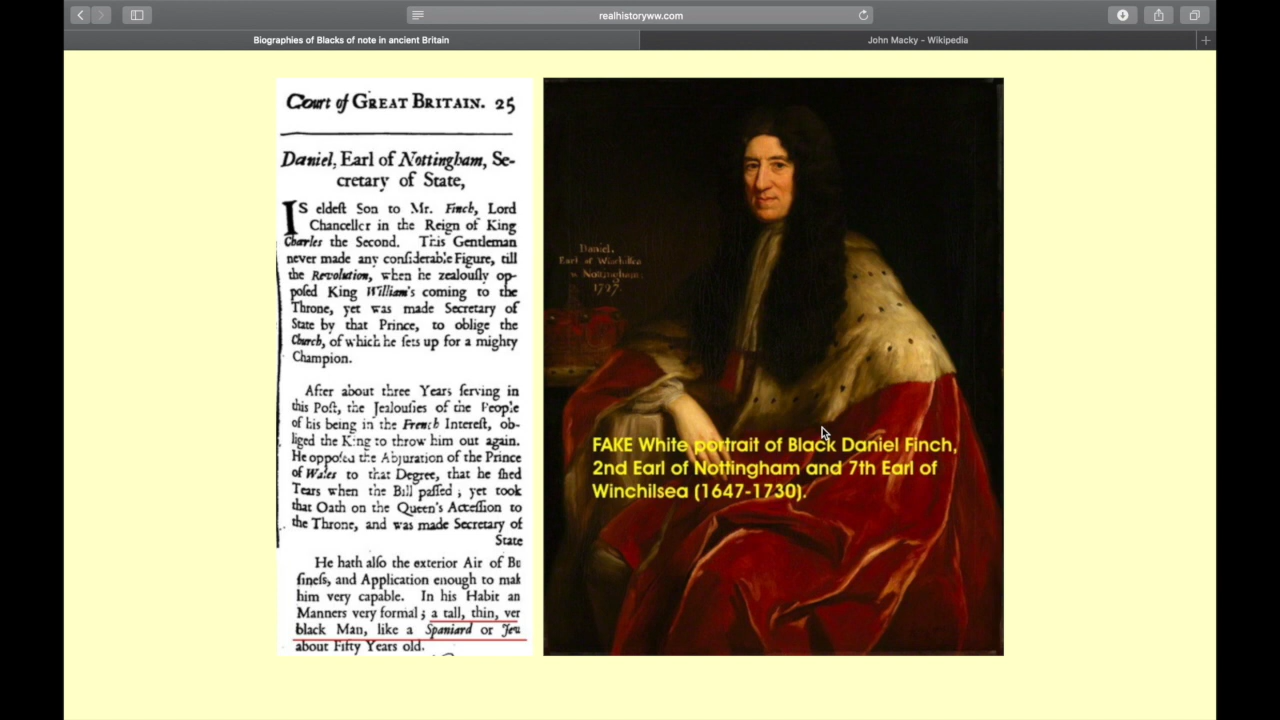 realhistoryww.com
Biographies of Blacks of note in ancient Britain
John Macky - Wikipedia
Court of GREAT BRITAIN. 25
Daniel, Earl of Nottingham, Se-
cretary of State,
IS eldeſt Son to Mr. Finch, Lord
Chancellor in the Reign of King
Charles the Second. This Gentleman
never made any conſiderable Figure, till
the Revolution, when he zealouſly op-
poſed King William's coming to the
Throne, yet was made Secretary of
State by that Prince, to oblige the
Church, of which he ſets up for a mighty
Champion.
After about three Years ſerving in
this Poſt, the Jealouſies of the People
of his being in the French Intereſt, ob-
liged the King to throw him out again.
He oppoſed the Abjuration of the Prince
of Wales to that Degree, that he ſhed
Tears when the Bill paſſed; yet took
that Oath on the Queen's Acceſſion to
the Throne, and was made Secretary of
State
He hath alſo the exterior Air of Bu
ſineſs, and Application enough to mak
him very capable. In his Habit an
Manners very formal; a tall, thin, ver
black Man, like a Spaniard or Jew
about Fifty Years old.
Daniel,
Earl of Winchilsea
Nottingham
FAKE White portrait of Black Daniel Finch,
2nd Earl of Nottingham and 7th Earl of
Winchilsea (1647-1730).